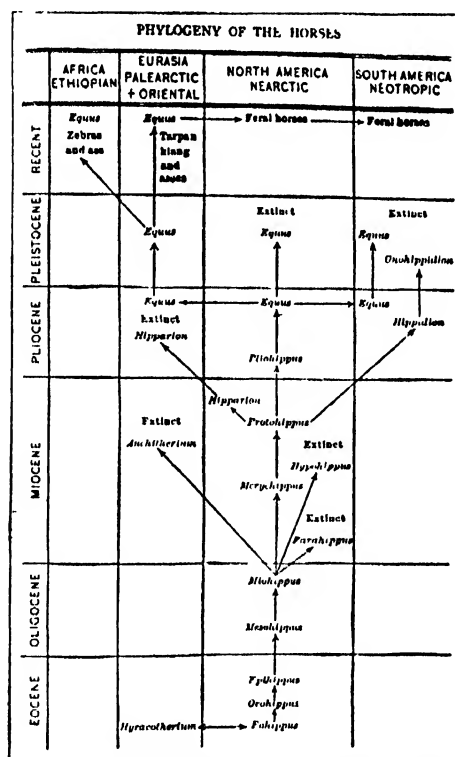 PHYLOGENY OF THE HORSES
AFRICA
ETHIOPIAN
EURASIA
PALEARCTIC
+ ORIENTAL
NORTH AMERICA
NEARCTIC
SOUTH AMERICA
NEOTROPIC
RECENT
Equus
Zebras
and ass
Equus
Tarpan
kiang
and
asses
Feral horses
Feral horses
PLEISTOCENE
Equus
Extinct
Equus
Extinct
Equus
Onohippidion
PLIOCENE
Equus
Extinct
Hipparion
Equus
Pliohippus
Equus
Hippidion
MIOCENE
Hipparion
Protohippus
Extinct
Anchitherium
Extinct
Hypohippus
Merychippus
Extinct
Parahippus
OLIGOCENE
Miohippus
Mesohippus
EOCENE
Epihippus
Orohippus
Hyracotherium
Eohippus